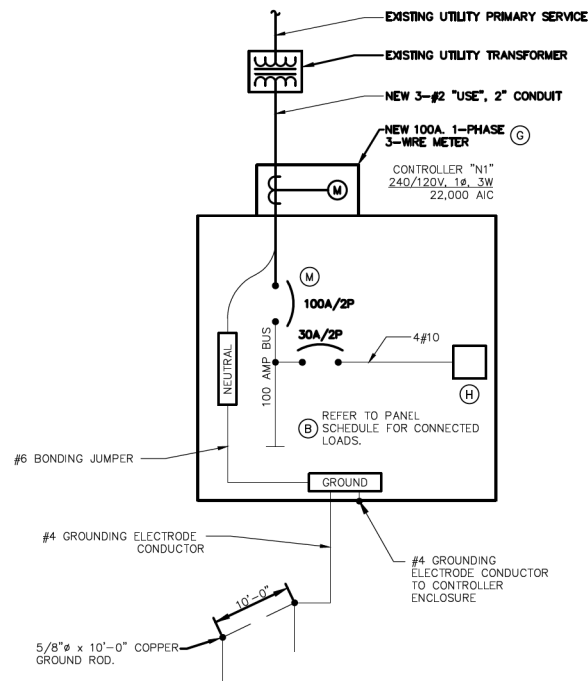 EXISTING UTILITY PRIMARY SERVICE
EXISTING UTILITY TRANSFORMER
NEW 3-#2 "USE", 2" CONDUIT
NEW 100A. 1-PHASE
3-WIRE METER
G
CONTROLLER "N1"
240/120V, 1ø, 3W
22,000 AIC
M
M
100A/2P
30A/2P
4#10
NEUTRAL
100 AMP BUS
H
B
REFER TO PANEL
SCHEDULE FOR CONNECTED
LOADS.
#6 BONDING JUMPER
GROUND
#4 GROUNDING ELECTRODE
CONDUCTOR
#4 GROUNDING
ELECTRODE CONDUCTOR
TO CONTROLLER
ENCLOSURE
10'-0"
5/8"ø x 10'-0" COPPER
GROUND ROD.